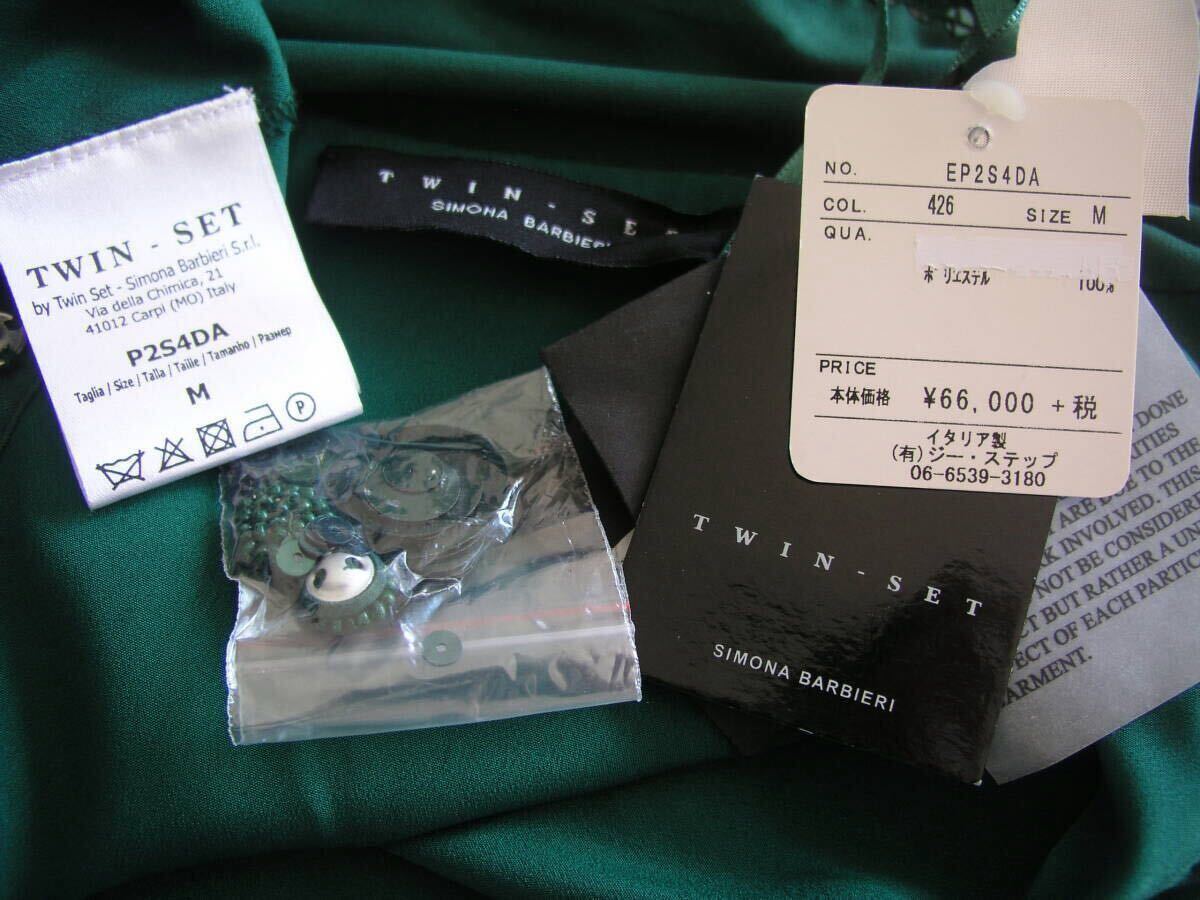 TWIN - SET
by Twin Set - Simona Barbieri S.r.l.
Via della Chimica, 21
41012 Carpi (MO) Italy
P2S4DA
Taglia / Size / Talla / Taille / Tamanho / Размер
M
P
TWIN - SE
SIMONA BARBIERI
NO. EP2S4DA
COL. 426 SIZE M
QUA.
ポリエステル 100%
PRICE
本体価格 ¥66,000 +税
イタリア製
(有)ジー・ステップ
06-6539-3180
TWIN - SET
SIMONA BARBIERI
DONE
ARE DUE TO THE
INVOLVED. THIS
NOT BE CONSIDERE
CT BUT RATHER A UNI
FECT OF EACH PARTIC
ARMENT.